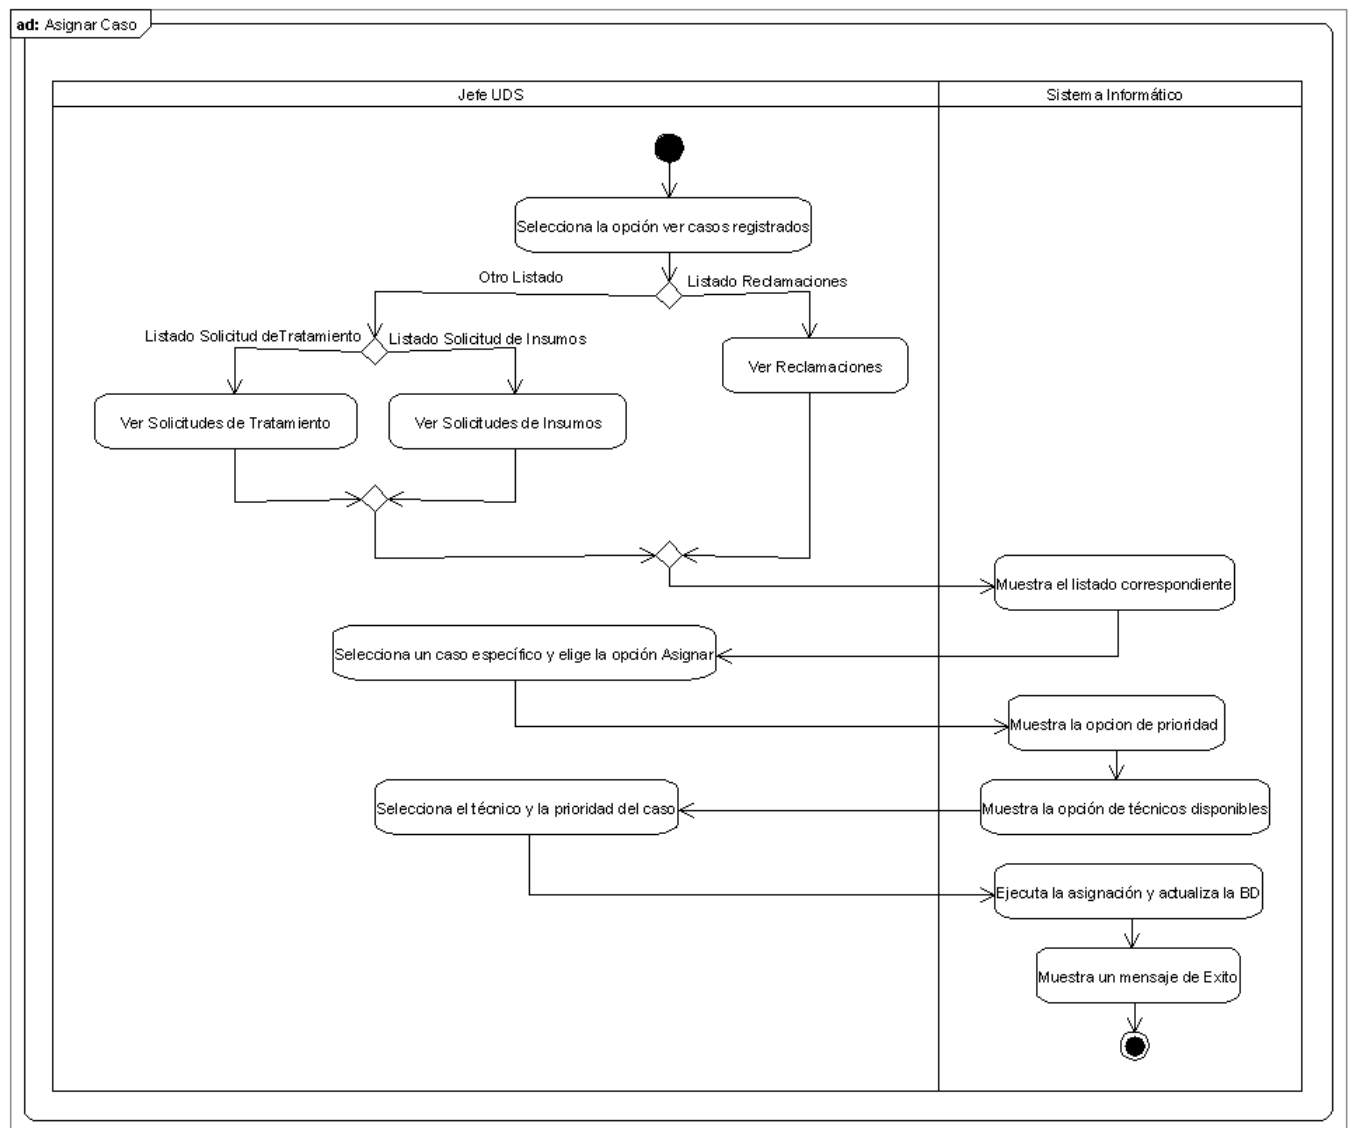 ad: Asignar Caso
Jefe UDS
Sistema Informático
Selecciona la opción ver casos registrados
Otro Listado
Listado Reclamaciones
Listado Solicitud deTratamiento
Listado Solicitud de Insumos
Ver Reclamaciones
Ver Solicitudes de Tratamiento
Ver Solicitudes de Insumos
Muestra el listado correspondiente
Selecciona un caso específico y elige la opción Asignar
Muestra la opcion de prioridad
Selecciona el técnico y la prioridad del caso
Muestra la opción de técnicos disponibles
Ejecuta la asignación y actualiza la BD
Muestra un mensaje de Exito